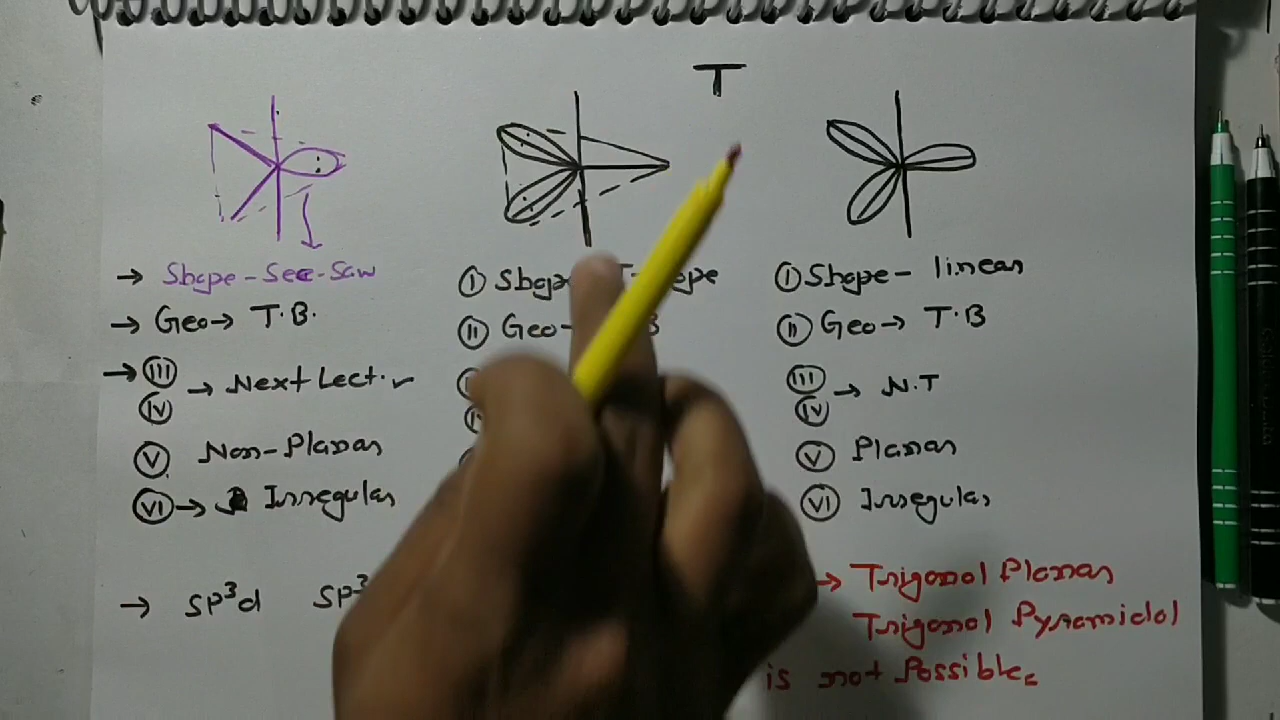 T
→ Shape-See-Saw
→ Geo→ T.B.
→ III → Next Lect.r
IV
V Non-Planar
VI → Irregular
→ SP³d SP³
I Shape
II Geo-
I Shape- linear
II Geo→ T.B
III → N.T
IV
V Planar
VI Irregular
→ Trigonal Planar
Trigonal Pyramidal
is not Possible.